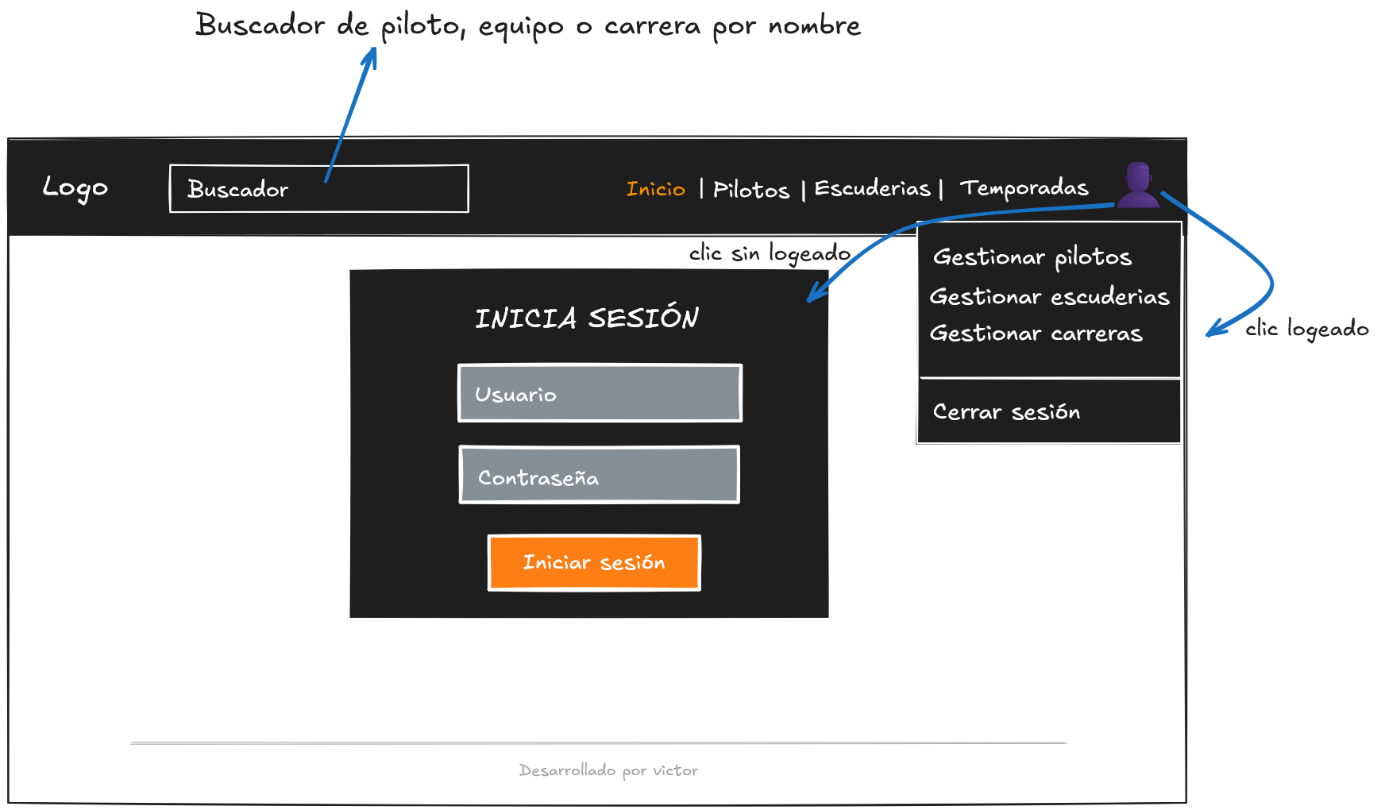 Buscador de piloto, equipo o carrera por nombre
Logo
Buscador
Inicio | Pilotos | Escuderias | Temporadas
clic sin logeado
Gestionar pilotos
Gestionar escuderias
Gestionar carreras
clic logeado
Cerrar sesión
INICIA SESIÓN
Usuario
Contraseña
Iniciar sesión
Desarrollado por victor